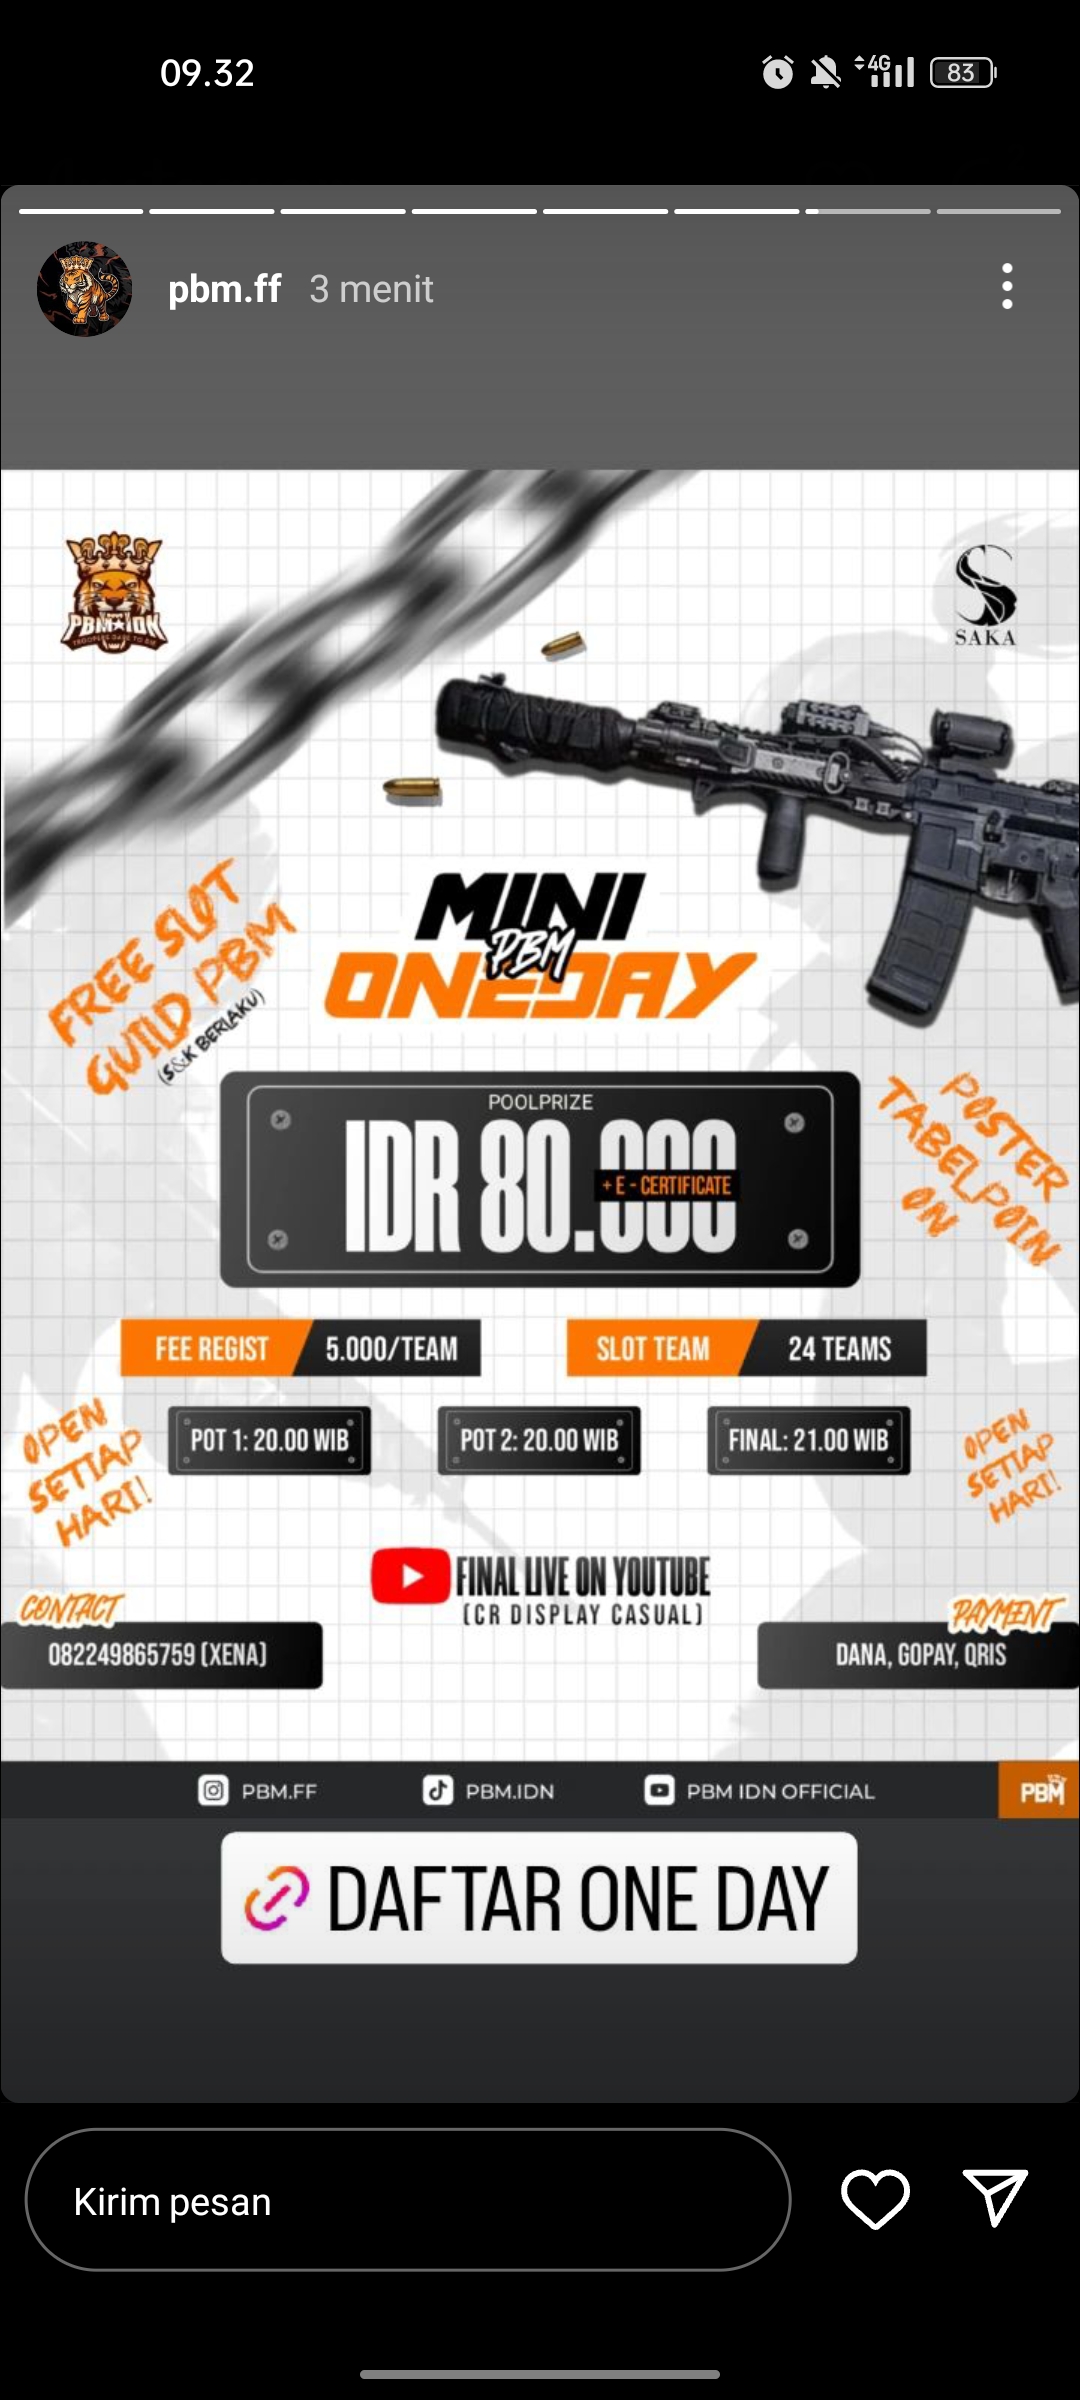 09.32
4G
83
pbm.ff 3 menit
PBM★IDN
SAKA
FREE SLOT
GUILD PBM
(S&K BERLAKU)
MINI
PBM
ONEDAY
POOLPRIZE
IDR 80.000
+ E - CERTIFICATE
POSTER
TABELPOIN
ON
FEE REGIST 5.000/TEAM
SLOT TEAM 24 TEAMS
OPEN
SETIAP
HARI!
POT 1: 20.00 WIB
POT 2: 20.00 WIB
FINAL: 21.00 WIB
OPEN
SETIAP
HARI!
FINAL LIVE ON YOUTUBE
(CR DISPLAY CASUAL)
CONTACT
082249865759 (XENA)
PAYMENT
DANA, GOPAY, QRIS
PBM.FF
PBM.IDN
PBM IDN OFFICIAL
PBM
DAFTAR ONE DAY
Kirim pesan